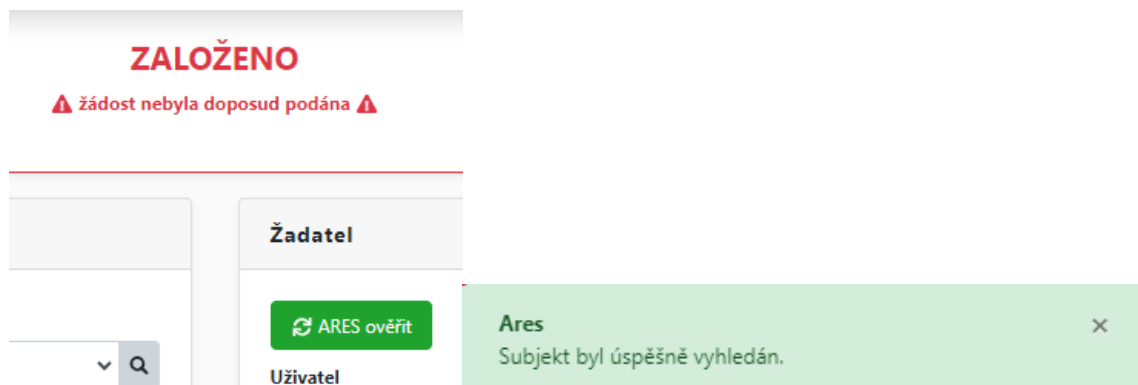 ZALOŽENO
žádost nebyla doposud podána
Žadatel
ARES ověřit
Uživatel
Ares
Subjekt byl úspěšně vyhledán.